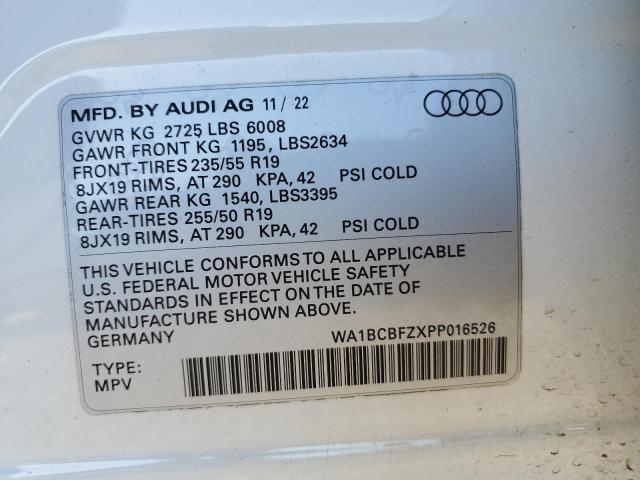 MFD. BY AUDI AG 11/22
GVWR KG 2725 LBS 6008
GAWR FRONT KG 1195, LBS2634
FRONT-TIRES 235/55 R19
8JX19 RIMS, AT 290 KPA, 42 PSI COLD
GAWR REAR KG 1540, LBS3395
REAR-TIRES 255/50 R19
8JX19 RIMS, AT 290 KPA, 42 PSI COLD
THIS VEHICLE CONFORMS TO ALL APPLICABLE
U.S. FEDERAL MOTOR VEHICLE SAFETY
STANDARDS IN EFFECT ON THE DATE OF
MANUFACTURE SHOWN ABOVE.
GERMANY WA1BCBFZXPP016526
TYPE:
MPV